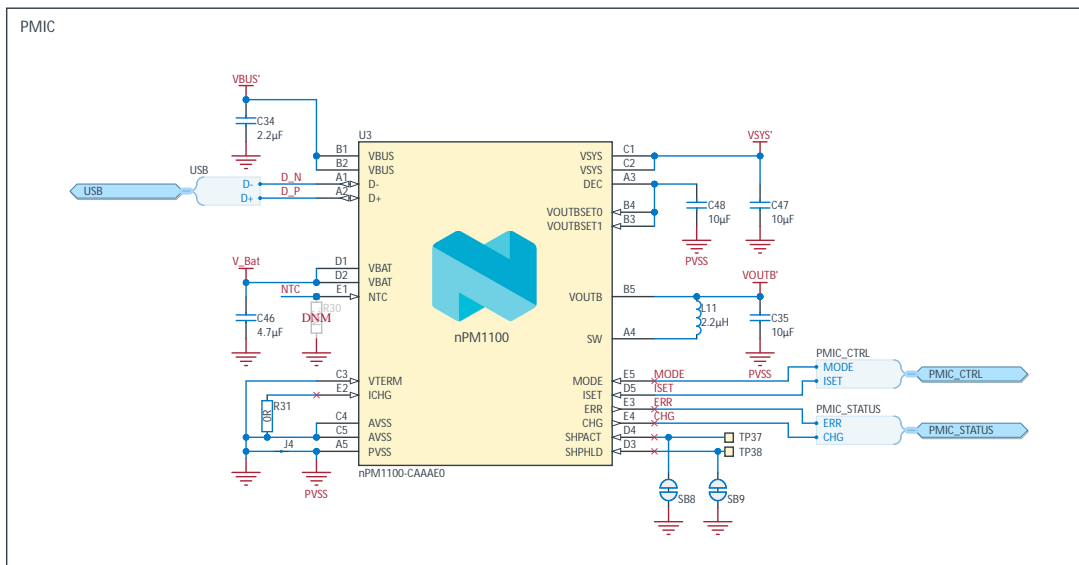 PMIC
VBUS'
C34
2.2µF
U3
B1
VBUS
B2
VBUS
USB
USB
D-
D_N
A1
D-
D+
D_P
A2
D+
V_Bat
D1
VBAT
D2
VBAT
NTC
E1
NTC
C46
4.7µF
R30
DNM
C3
VTERM
E2
ICHG
R31
0R
C4
AVSS
C5
AVSS
J4
A5
PVSS
PVSS
nPM1100-CAAAE0
nPM1100
VSYS
C1
VSYS
C2
VSYS'
DEC
A3
VOUTBSET0
B4
VOUTBSET1
B3
C48
10µF
PVSS
C47
10µF
VOUTB'
VOUTB
B5
L11
2.2µH
C35
10µF
SW
A4
PVSS
MODE
E5
MODE
ISET
D5
ISET
ERR
E3
ERR
CHG
E4
CHG
SHPACT
D4
TP37
SHPHLD
D3
TP38
SB8
SB9
PMIC_CTRL
MODE
ISET
PMIC_CTRL
PMIC_STATUS
ERR
CHG
PMIC_STATUS